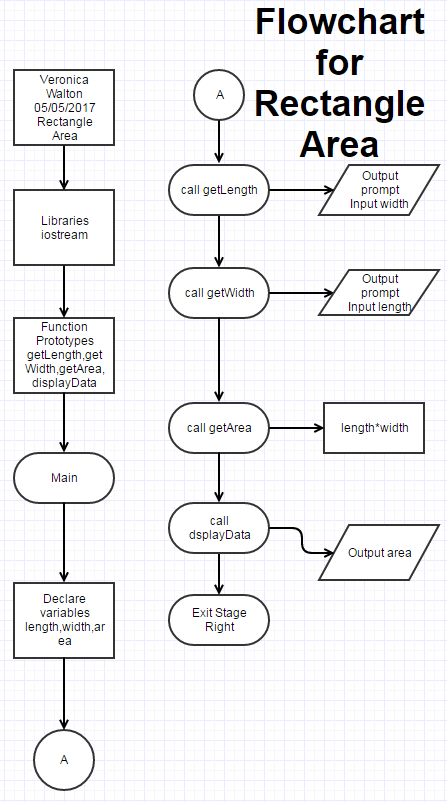 Flowchart
for
Rectangle
Area
Veronica
Walton
05/05/2017
Rectangle
Area
Libraries
iostream
Function
Prototypes
getLength,get
Width,getArea,
displayData
Main
Declare
variables
length,width,ar
ea
A
A
call getLength
Output
prompt
Input width
call getWidth
Output
prompt
Input length
call getArea
length*width
call
dsplayData
Output area
Exit Stage
Right